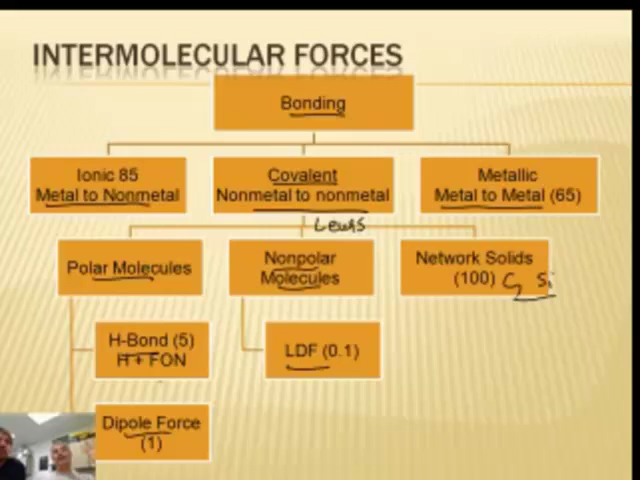 INTERMOLECULAR FORCES
Bonding
Ionic 85
Metal to Nonmetal
Covalent
Nonmetal to nonmetal
Metallic
Metal to Metal (65)
Lewis
Polar Molecules
Nonpolar
Molecules
Network Solids
(100) C, Si
H-Bond (5)
H + FON
LDF (0.1)
Dipole Force
(1)